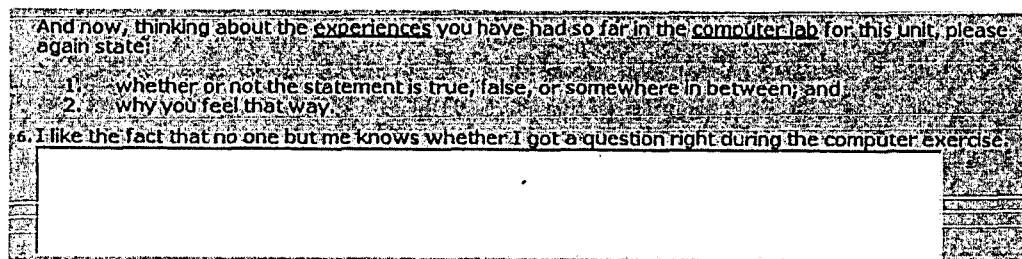 And now, thinking about the experiences you have had so far in the computer lab for this unit, please
again state:
1. whether or not the statement is true, false, or somewhere in between; and
2. why you feel that way.
6. I like the fact that no one but me knows whether I got a question right during the computer exercise.